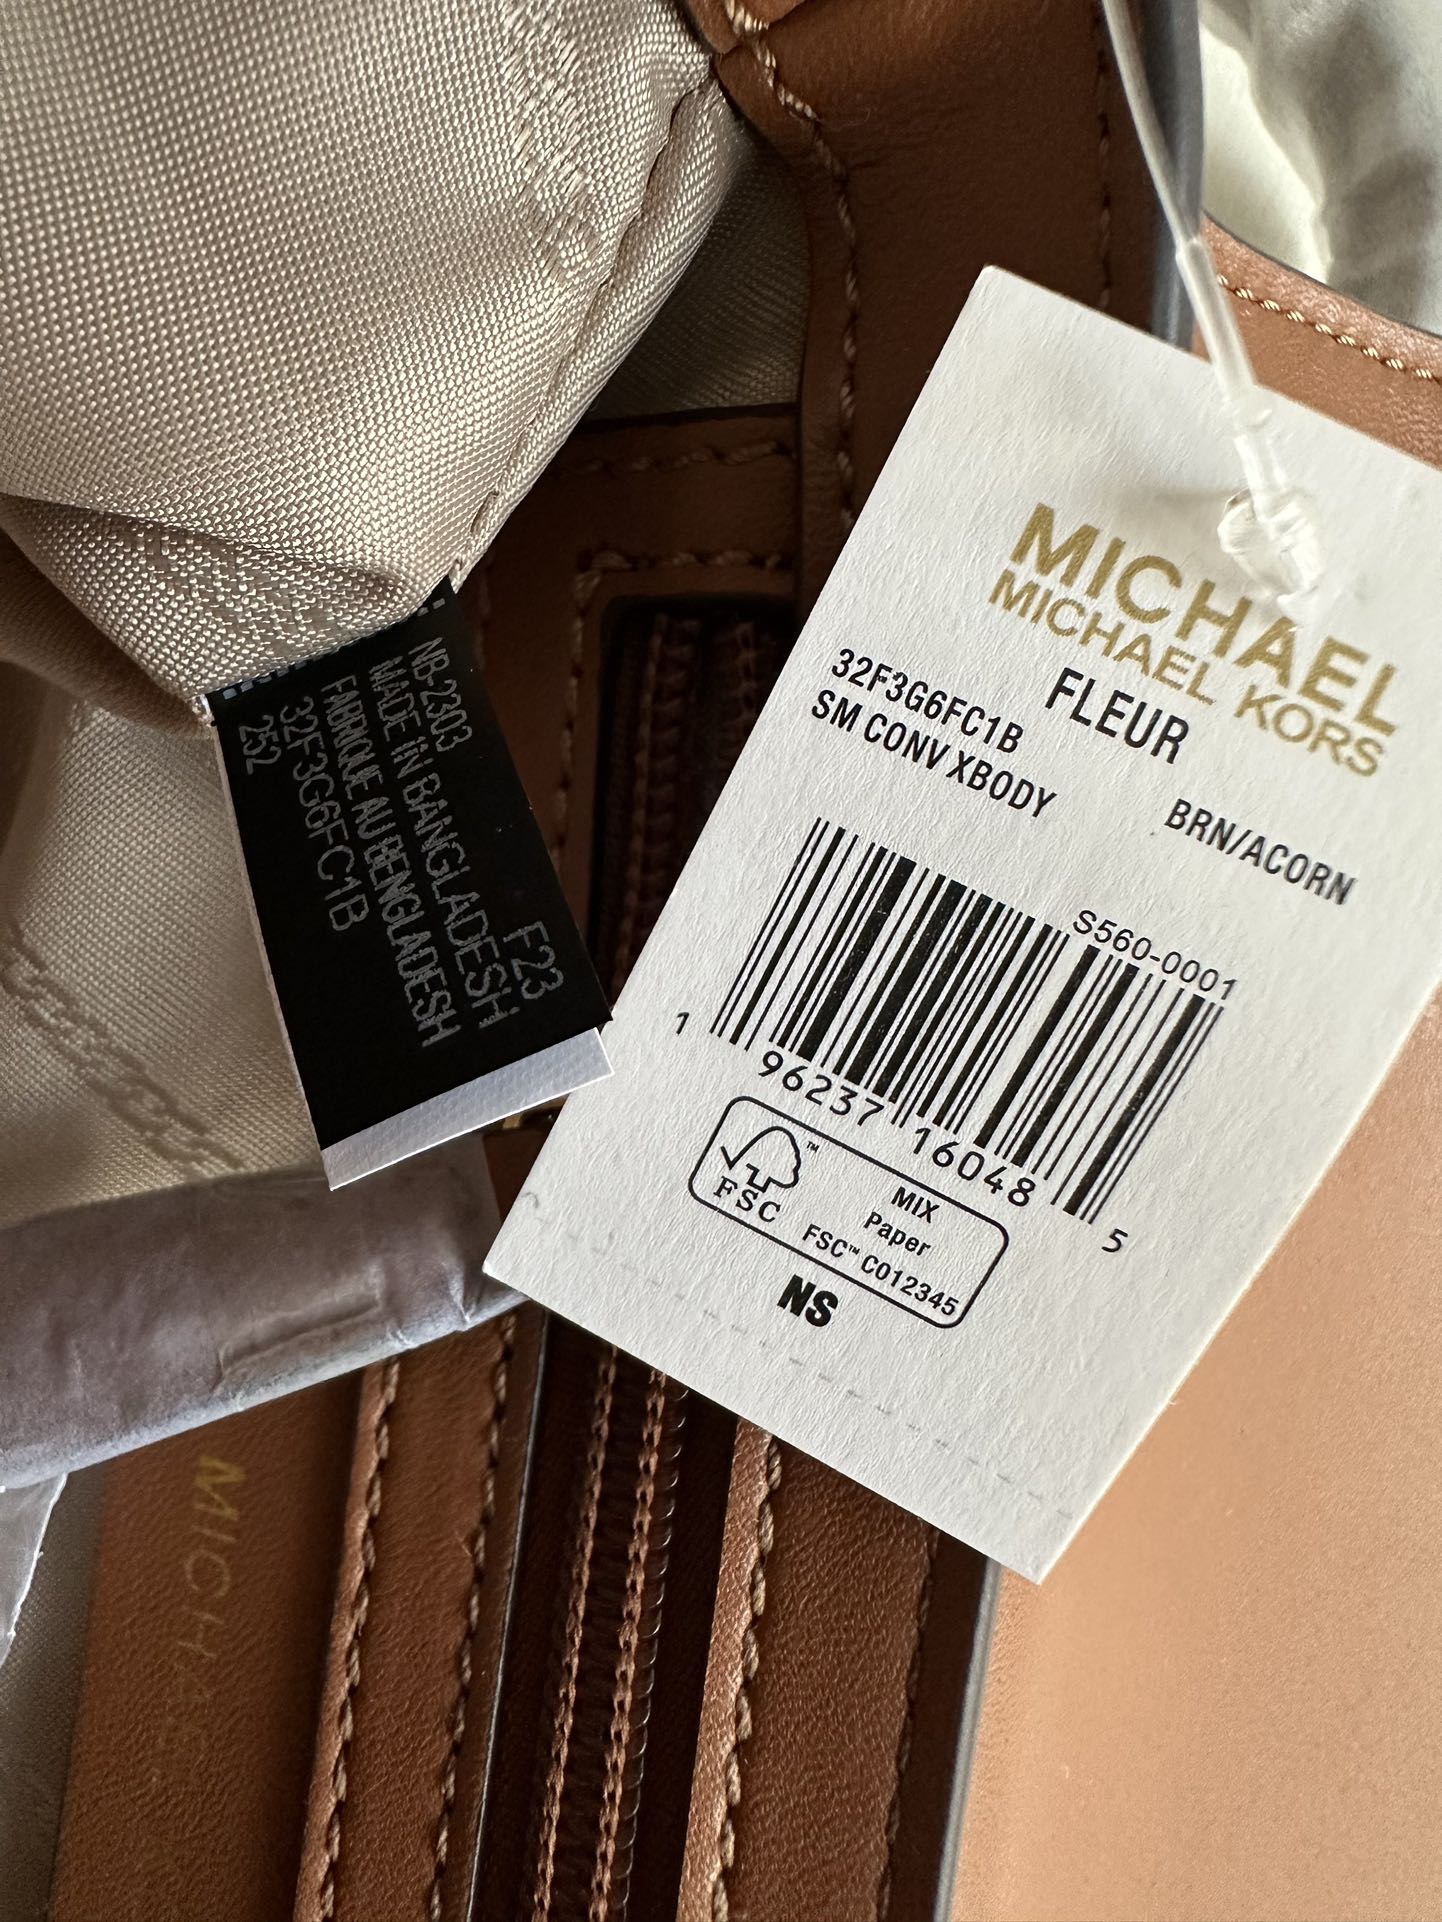 NB-2303 F23
MADE IN BANGLADESH
FABRIQUE AU BENGLADESH
32F3G6FC1B
252
MICHAEL
MICHAEL KORS
FLEUR
32F3G6FC1B
SM CONV XBODY BRN/ACORN
S560-0001
1 96237 16048 5
FSC
MIX
Paper
FSC™ C012345
NS
MICHAEL